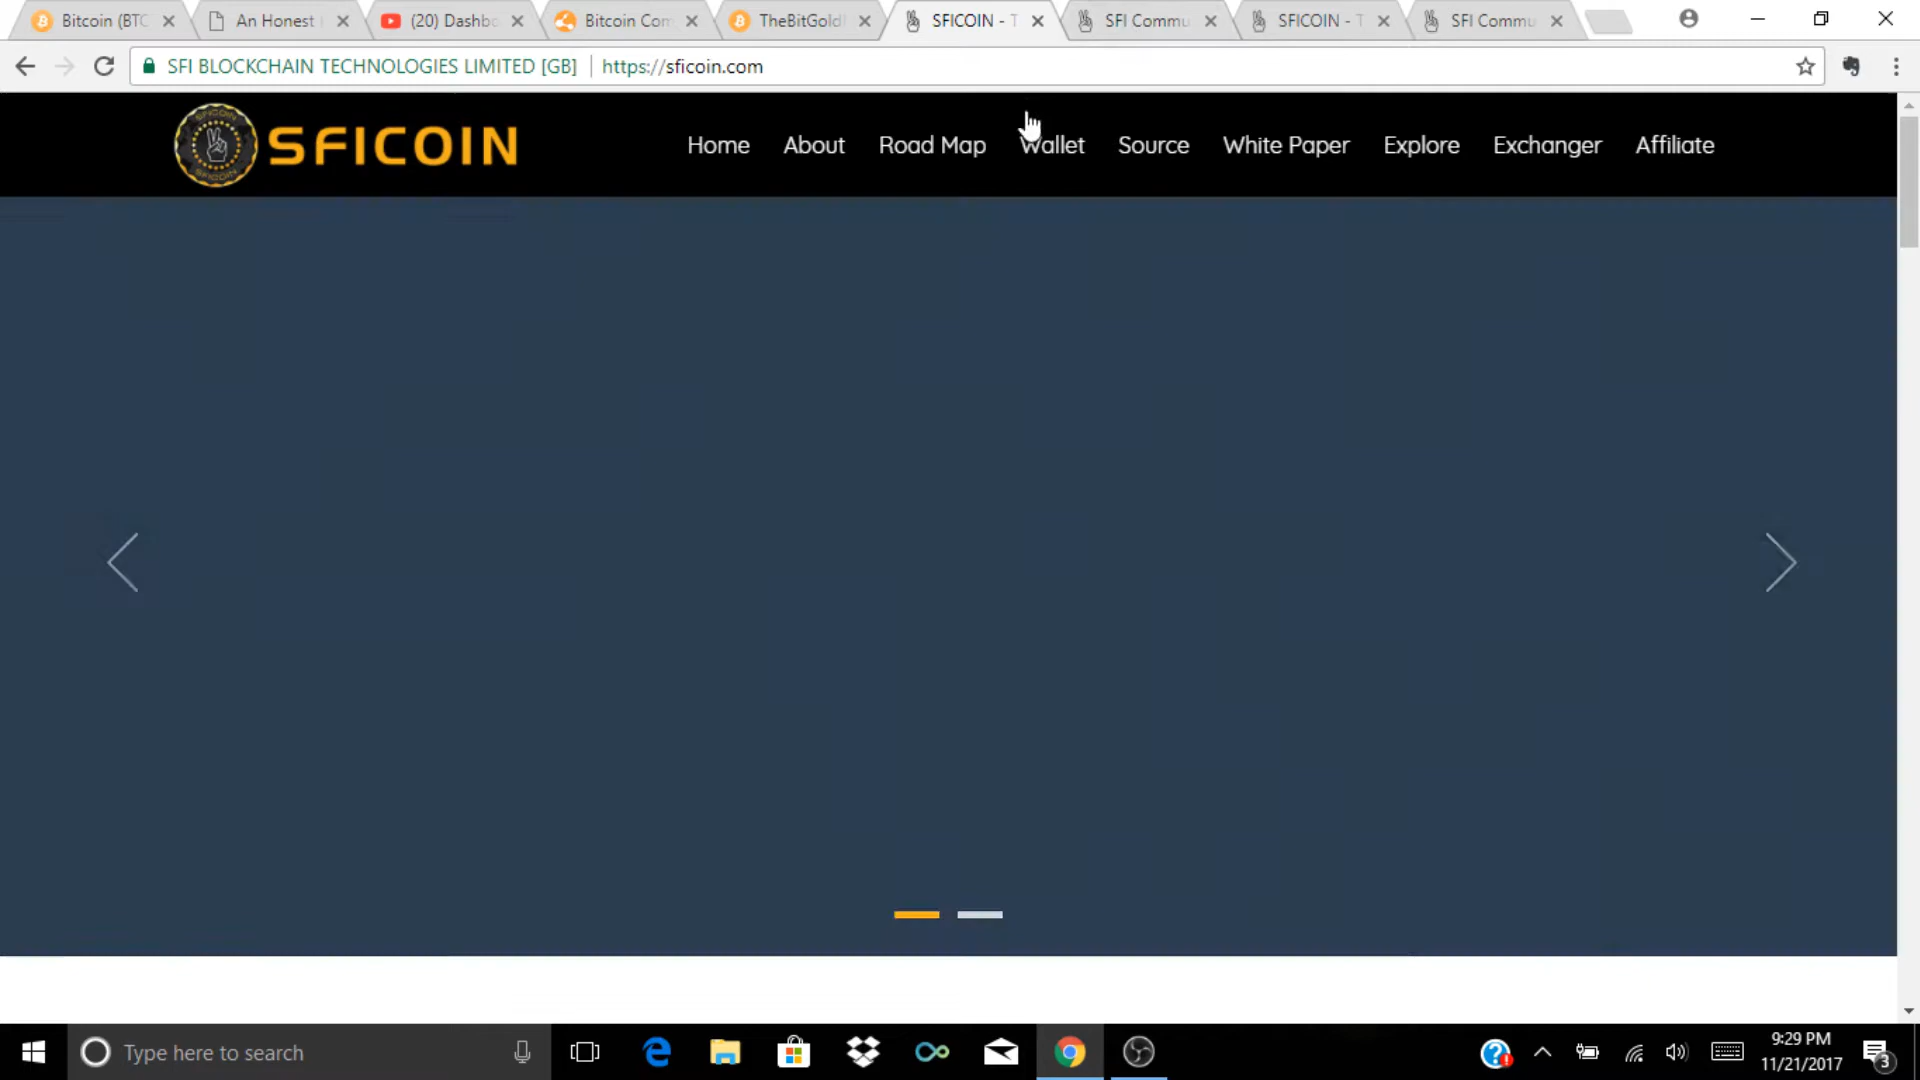 Bitcoin (BTC
An Honest
(20) Dashbo
Bitcoin Com
TheBitGold
SFICOIN - T
SFI Commu
SFICOIN - T
SFI Commu
SFI BLOCKCHAIN TECHNOLOGIES LIMITED [GB]
https://sficoin.com
SFICOIN
Home
About
Road Map
Wallet
Source
White Paper
Explore
Exchanger
Affiliate
Type here to search
9:29 PM
11/21/2017
3